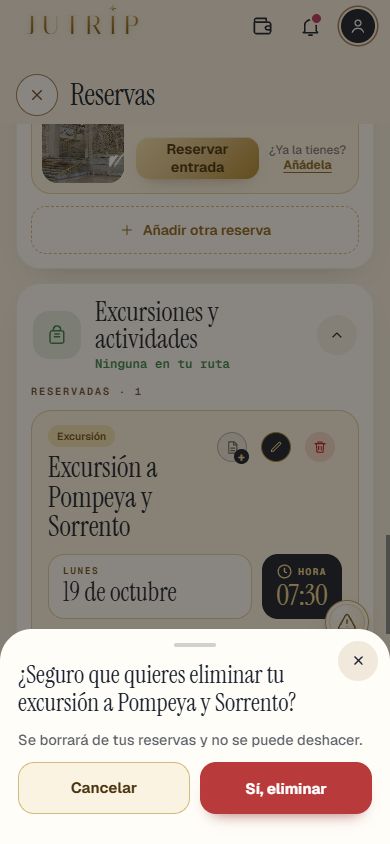 JUTRIP
Reservas
Reservar
entrada
¿Ya la tienes?
Añádela
+ Añadir otra reserva
Excursiones y
actividades
Ninguna en tu ruta
RESERVADAS · 1
Excursión
Excursión a
Pompeya y
Sorrento
LUNES
19 de octubre
HORA
07:30
¿Seguro que quieres eliminar tu
excursión a Pompeya y Sorrento?
Se borrará de tus reservas y no se puede deshacer.
Cancelar
Sí, eliminar